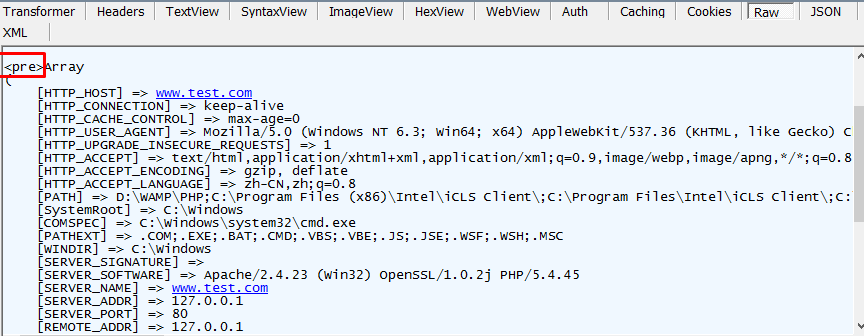 Transformer Headers TextView SyntaxView ImageView HexView WebView Auth Caching Cookies Raw JSON
XML
<pre>Array
(
[HTTP_HOST] => www.test.com
[HTTP_CONNECTION] => keep-alive
[HTTP_CACHE_CONTROL] => max-age=0
[HTTP_USER_AGENT] => Mozilla/5.0 (Windows NT 6.3; Win64; x64) AppleWebKit/537.36 (KHTML, like Gecko) C
[HTTP_UPGRADE_INSECURE_REQUESTS] => 1
[HTTP_ACCEPT] => text/html,application/xhtml+xml,application/xml;q=0.9,image/webp,image/apng,*/*;q=0.8
[HTTP_ACCEPT_ENCODING] => gzip, deflate
[HTTP_ACCEPT_LANGUAGE] => zh-CN,zh;q=0.8
[PATH] => D:\WAMP\PHP;C:\Program Files (x86)\Intel\iCLS Client\;C:\Program Files\Intel\iCLS Client\;C:
[SystemRoot] => C:\Windows
[COMSPEC] => C:\Windows\system32\cmd.exe
[PATHEXT] => .COM;.EXE;.BAT;.CMD;.VBS;.VBE;.JS;.JSE;.WSF;.WSH;.MSC
[WINDIR] => C:\Windows
[SERVER_SIGNATURE] =>
[SERVER_SOFTWARE] => Apache/2.4.23 (Win32) OpenSSL/1.0.2j PHP/5.4.45
[SERVER_NAME] => www.test.com
[SERVER_ADDR] => 127.0.0.1
[SERVER_PORT] => 80
[REMOTE_ADDR] => 127.0.0.1